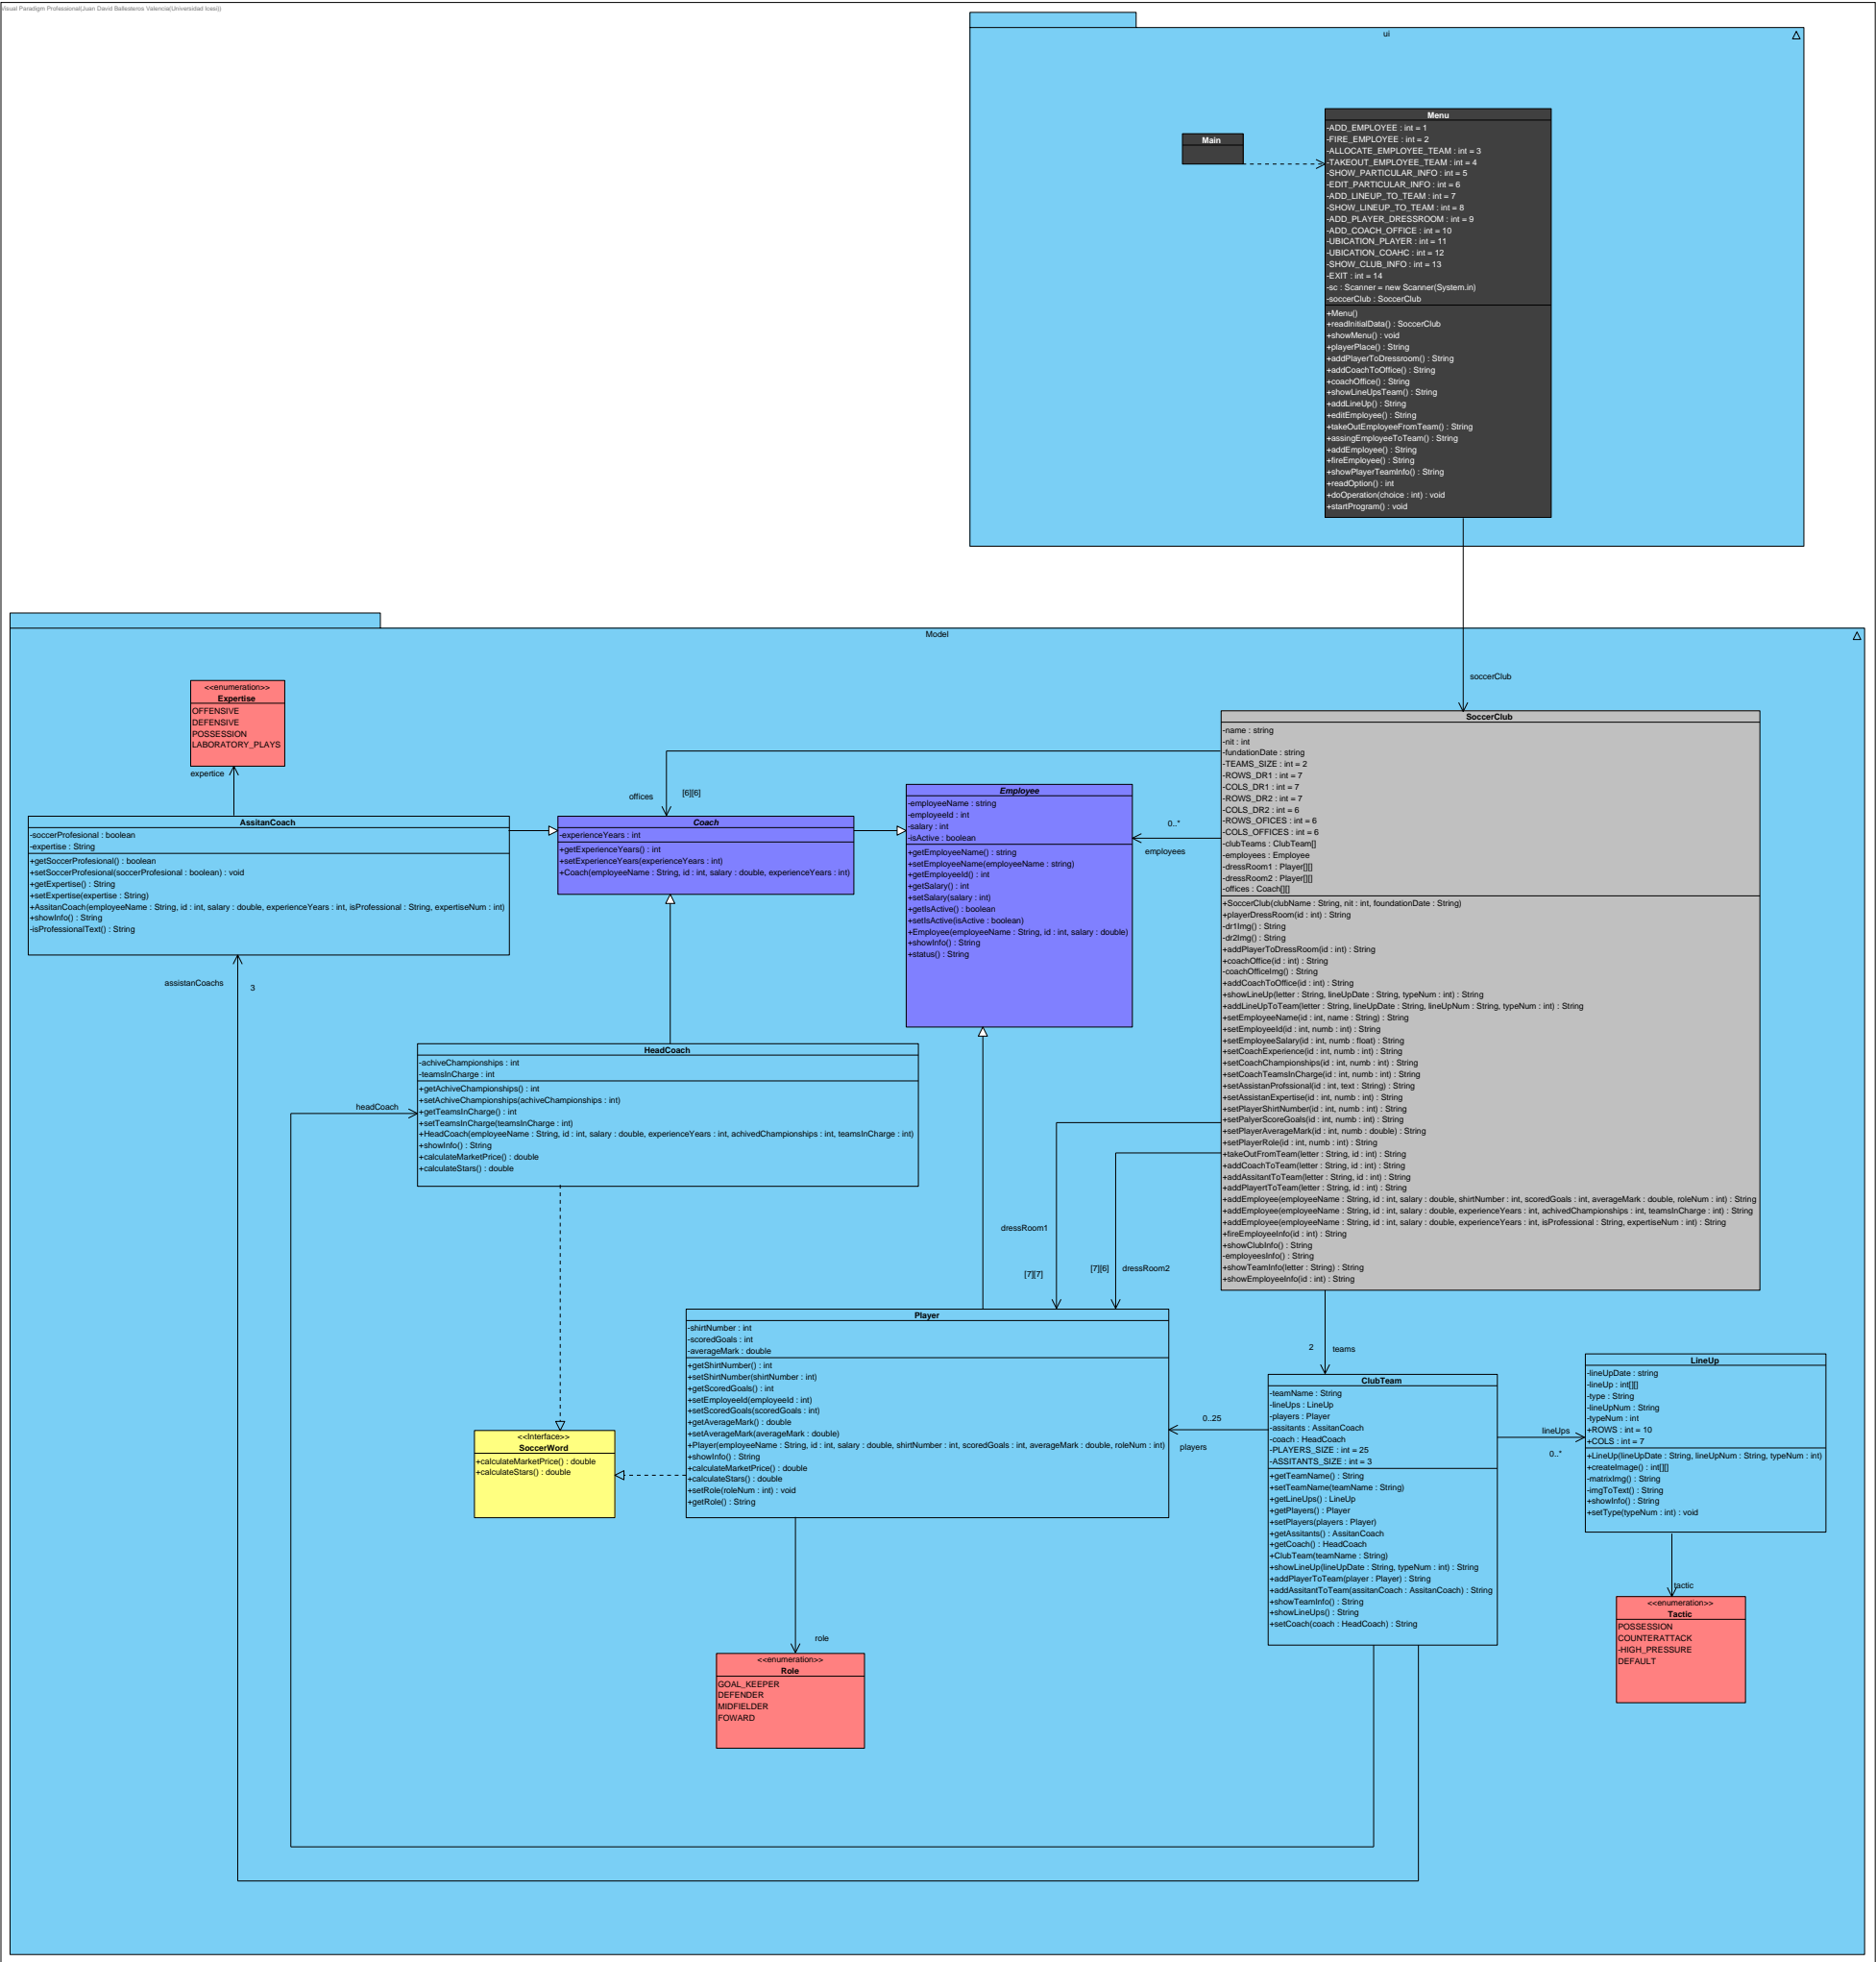 Visual Paradigm Professional(Juan David Ballesteros Valencia(Universidad Icesi))
ui
Main
Menu
-ADD_EMPLOYEE : int = 1
-FIRE_EMPLOYEE : int = 2
-ALLOCATE_EMPLOYEE_TEAM : int = 3
-TAKEOUT_EMPLOYEE_TEAM : int = 4
-SHOW_PARTICULAR_INFO : int = 5
-EDIT_PARTICULAR_INFO : int = 6
-ADD_LINEUP_TO_TEAM : int = 7
-SHOW_LINEUP_TO_TEAM : int = 8
-ADD_PLAYER_DRESSROOM : int = 9
-ADD_COACH_OFFICE : int = 10
-UBICATION_PLAYER : int = 11
-UBICATION_COAHC : int = 12
-SHOW_CLUB_INFO : int = 13
-EXIT : int = 14
-sc : Scanner = new Scanner(System.in)
-soccerClub : SoccerClub
+Menu()
+readInitialData() : SoccerClub
+showMenu() : void
+playerPlace() : String
+addPlayerToDressroom() : String
+addCoachToOffice() : String
+coachOffice() : String
+showLineUpsTeam() : String
+addLineUp() : String
+editEmployee() : String
+takeOutEmployeeFromTeam() : String
+assingEmployeeToTeam() : String
+addEmployee() : String
+fireEmployee() : String
+showPlayerTeamInfo() : String
+readOption() : int
+doOperation(choice : int) : void
+startProgram() : void
Model
soccerClub
<<enumeration>>
Expertise
OFFENSIVE
DEFENSIVE
POSSESSION
LABORATORY_PLAYS
expertice
AssitanCoach
-soccerProfesional : boolean
-expertise : String
+getSoccerProfesional() : boolean
+setSoccerProfesional(soccerProfesional : boolean) : void
+getExpertise() : String
+setExpertise(expertise : String)
+AssitanCoach(employeeName : String, id : int, salary : double, experienceYears : int, isProfessional : String, expertiseNum : int)
+showInfo() : String
-isProfessionalText() : String
assistanCoachs
3
offices
[6][6]
Coach
-experienceYears : int
+getExperienceYears() : int
+setExperienceYears(experienceYears : int)
+Coach(employeeName : String, id : int, salary : double, experienceYears : int)
Employee
-employeeName : string
-employeeId : int
-salary : int
-isActive : boolean
+getEmployeeName() : string
+setEmployeeName(employeeName : string)
+getEmployeeId() : int
+getSalary() : int
+setSalary(salary : int)
+getIsActive() : boolean
+setIsActive(isActive : boolean)
+Employee(employeeName : String, id : int, salary : double)
+showInfo() : String
+status() : String
0..*
employees
SoccerClub
-name : string
-nit : int
-fundationDate : string
-TEAMS_SIZE : int = 2
-ROWS_DR1 : int = 7
-COLS_DR1 : int = 7
-ROWS_DR2 : int = 7
-COLS_DR2 : int = 6
-ROWS_OFICES : int = 6
-COLS_OFFICES : int = 6
-clubTeams : ClubTeam[]
-employees : Employee
-dressRoom1 : Player[][]
-dressRoom2 : Player[][]
-offices : Coach[][]
+SoccerClub(clubName : String, nit : int, foundationDate : String)
+playerDressRoom(id : int) : String
-dr1Img() : String
-dr2Img() : String
+addPlayerToDressRoom(id : int) : String
+coachOffice(id : int) : String
-coachOfficeImg() : String
+addCoachToOffice(id : int) : String
+showLineUp(letter : String, lineUpDate : String, typeNum : int) : String
+addLineUpToTeam(letter : String, lineUpDate : String, lineUpNum : String, typeNum : int) : String
+setEmployeeName(id : int, name : String) : String
+setEmployeeId(id : int, numb : int) : String
+setEmployeeSalary(id : int, numb : float) : String
+setCoachExperience(id : int, numb : int) : String
+setCoachChampionships(id : int, numb : int) : String
+setCoachTeamsInCharge(id : int, numb : int) : String
+setAssistanProfssional(id : int, text : String) : String
+setAssistanExpertise(id : int, numb : int) : String
+setPlayerShirtNumber(id : int, numb : int) : String
+setPalyerScoreGoals(id : int, numb : int) : String
+setPlayerAverageMark(id : int, numb : double) : String
+setPlayerRole(id : int, numb : int) : String
+takeOutFromTeam(letter : String, id : int) : String
+addCoachToTeam(letter : String, id : int) : String
+addAssitantToTeam(letter : String, id : int) : String
+addPlayertToTeam(letter : String, id : int) : String
+addEmployee(employeeName : String, id : int, salary : double, shirtNumber : int, scoredGoals : int, averageMark : double, roleNum : int) : String
+addEmployee(employeeName : String, id : int, salary : double, experienceYears : int, achivedChampionships : int, teamsInCharge : int) : String
+addEmployee(employeeName : String, id : int, salary : double, experienceYears : int, isProfessional : String, expertiseNum : int) : String
+fireEmployeeInfo(id : int) : String
+showClubInfo() : String
-employeesInfo() : String
+showTeamInfo(letter : String) : String
+showEmployeeInfo(id : int) : String
headCoach
HeadCoach
-achiveChampionships : int
-teamsInCharge : int
+getAchiveChampionships() : int
+setAchiveChampionships(achiveChampionships : int)
+getTeamsInCharge() : int
+setTeamsInCharge(teamsInCharge : int)
+HeadCoach(employeeName : String, id : int, salary : double, experienceYears : int, achivedChampionships : int, teamsInCharge : int)
+showInfo() : String
+calculateMarketPrice() : double
+calculateStars() : double
dressRoom1
[7][7]
[7][6]
dressRoom2
Player
-shirtNumber : int
-scoredGoals : int
-averageMark : double
+getShirtNumber() : int
+setShirtNumber(shirtNumber : int)
+getScoredGoals() : int
+setEmployeeId(employeeId : int)
+setScoredGoals(scoredGoals : int)
+getAverageMark() : double
+setAverageMark(averageMark : double)
+Player(employeeName : String, id : int, salary : double, shirtNumber : int, scoredGoals : int, averageMark : double, roleNum : int)
+showInfo() : String
+calculateMarketPrice() : double
+calculateStars() : double
+setRole(roleNum : int) : void
+getRole() : String
<<Interface>>
SoccerWord
+calculateMarketPrice() : double
+calculateStars() : double
2
teams
0..25
players
ClubTeam
-teamName : String
-lineUps : LineUp
-players : Player
-assitants : AssitanCoach
-coach : HeadCoach
-PLAYERS_SIZE : int = 25
-ASSITANTS_SIZE : int = 3
+getTeamName() : String
+setTeamName(teamName : String)
+getLineUps() : LineUp
+getPlayers() : Player
+setPlayers(players : Player)
+getAssitants() : AssitanCoach
+getCoach() : HeadCoach
+ClubTeam(teamName : String)
+showLineUp(lineUpDate : String, typeNum : int) : String
+addPlayerToTeam(player : Player) : String
+addAssitantToTeam(assitanCoach : AssitanCoach) : String
+showTeamInfo() : String
+showLineUps() : String
+setCoach(coach : HeadCoach) : String
lineUps
0..*
LineUp
-lineUpDate : string
-lineUp : int[][]
-type : String
-lineUpNum : String
-typeNum : int
+ROWS : int = 10
+COLS : int = 7
+LineUp(lineUpDate : String, lineUpNum : String, typeNum : int)
+createImage() : int[][]
-matrixImg() : String
-imgToText() : String
+showInfo() : String
+setType(typeNum : int) : void
tactic
<<enumeration>>
Tactic
POSSESSION
COUNTERATTACK
-HIGH_PRESSURE
DEFAULT
role
<<enumeration>>
Role
GOAL_KEEPER
DEFENDER
MIDFIELDER
FOWARD